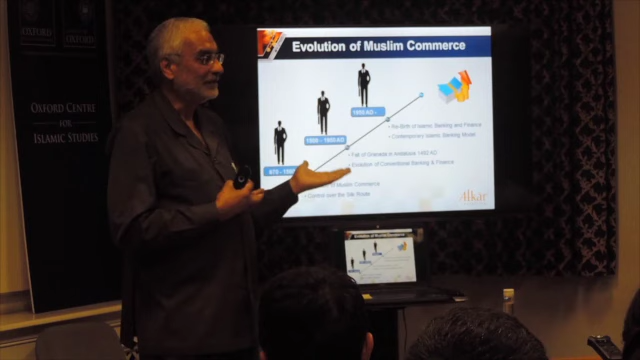 OXFORD
OXFORD CENTRE
FOR
ISLAMIC STUDIES
Evolution of Muslim Commerce
1950 AD -
1500 - 1950 AD
• Re-Birth of Islamic Banking and Finance
• Contemporary Islamic Banking Model
• Fall of Granada in Andalusia 1492 AD
• Evolution of Conventional Banking & Finance
of Muslim Commerce
• Control over the Silk Route
Alkar
Evolution of Muslim Commerce